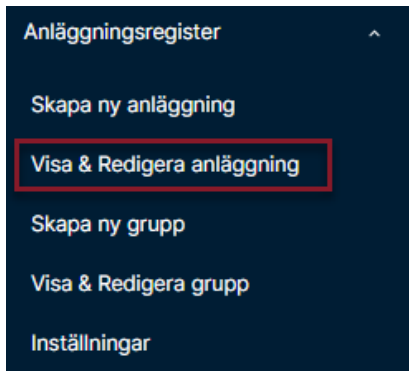 Anläggningsregister
Skapa ny anläggning
Visa & Redigera anläggning
Skapa ny grupp
Visa & Redigera grupp
Inställningar